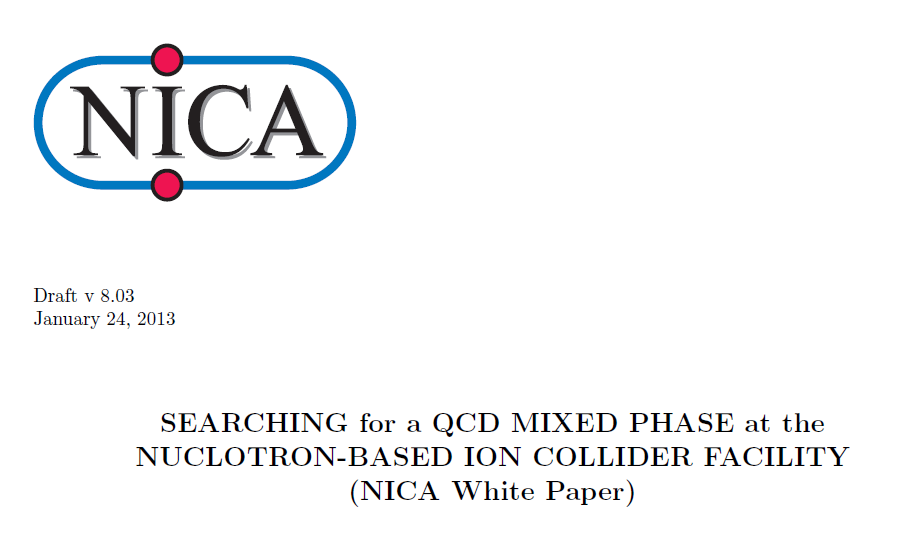 NICA
Draft v 8.03
January 24, 2013
SEARCHING for a QCD MIXED PHASE at the
NUCLOTRON-BASED ION COLLIDER FACILITY
(NICA White Paper)